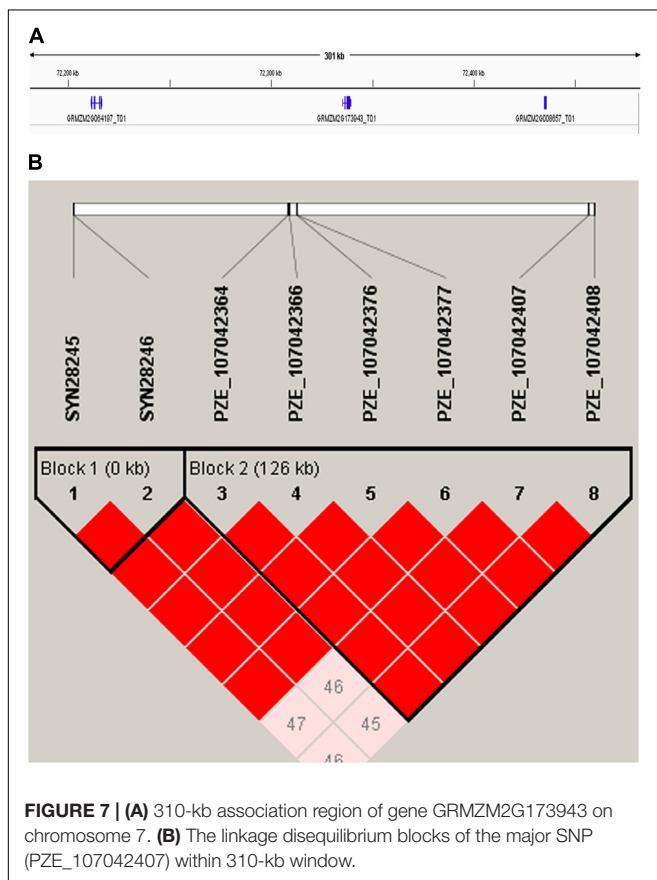 A
301 kb
72,200 kb 72,300 kb 72,400 kb
GRMZM2G064197_T01 GRMZM2G173943_T01 GRMZM2G008657_T01
B
SYN28245
SYN28246
PZE_107042364
PZE_107042366
PZE_107042376
PZE_107042377
PZE_107042407
PZE_107042408
Block 1 (0 kb) Block 2 (126 kb)
1 2 3 4 5 6 7 8
46
47 45
46
FIGURE 7 | (A) 310-kb association region of gene GRMZM2G173943 on
chromosome 7. (B) The linkage disequilibrium blocks of the major SNP
(PZE_107042407) within 310-kb window.